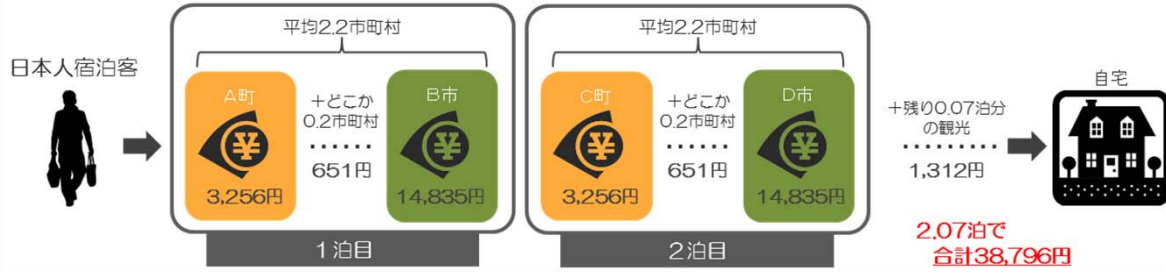 日本人宿泊客
平均2.2市町村
A町
3,256円
+どこか
0.2市町村
651円
B市
14,835円
1泊目
平均2.2市町村
C町
3,256円
+どこか
0.2市町村
651円
D市
14,835円
2泊目
+残り0.07泊分
の観光
1,312円
自宅
2.07泊で
合計38,796円